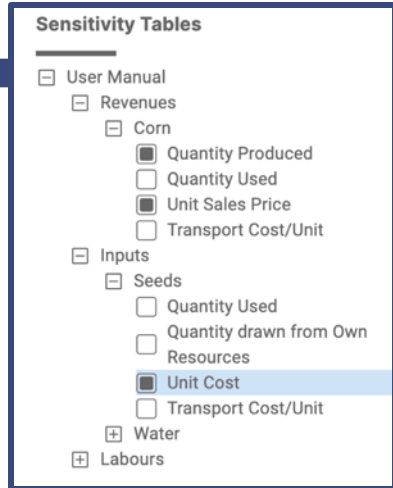 Sensitivity Tables
User Manual
Revenues
Corn
Quantity Produced
Quantity Used
Unit Sales Price
Transport Cost/Unit
Inputs
Seeds
Quantity Used
Quantity drawn from Own
Resources
Unit Cost
Transport Cost/Unit
Water
Labours